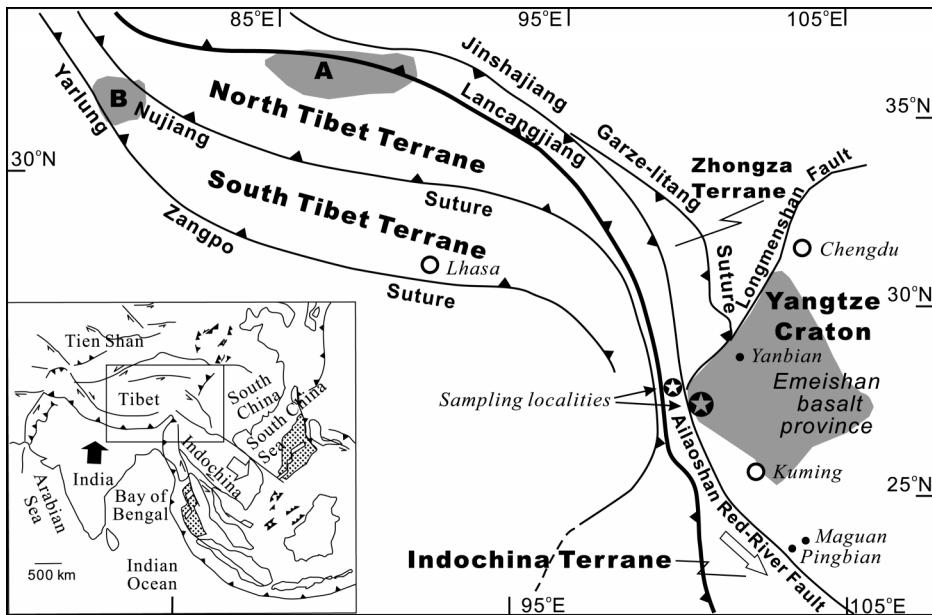 85°E
95°E
105°E
35°N
30°N
30°N
25°N
95°E
105°E
A
B
Yarlung
Zangpo
Suture
Nujiang
Suture
North Tibet Terrane
South Tibet Terrane
Lhasa
Jinshajiang
Lancangjiang
Garze-litang
Suture
Zhongza
Terrane
Longmenshan Fault
Chengdu
Yangtze
Craton
Yanbian
Emeishan
basalt
province
Sampling localities
Kuming
Ailaoshan Red-River Fault
Maguan
Pingbian
Indochina Terrane
Tien Shan
Tibet
South
China
South China
Sea
Indochina
India
Arabian
Sea
Bay of
Bengal
Indian
Ocean
500 km